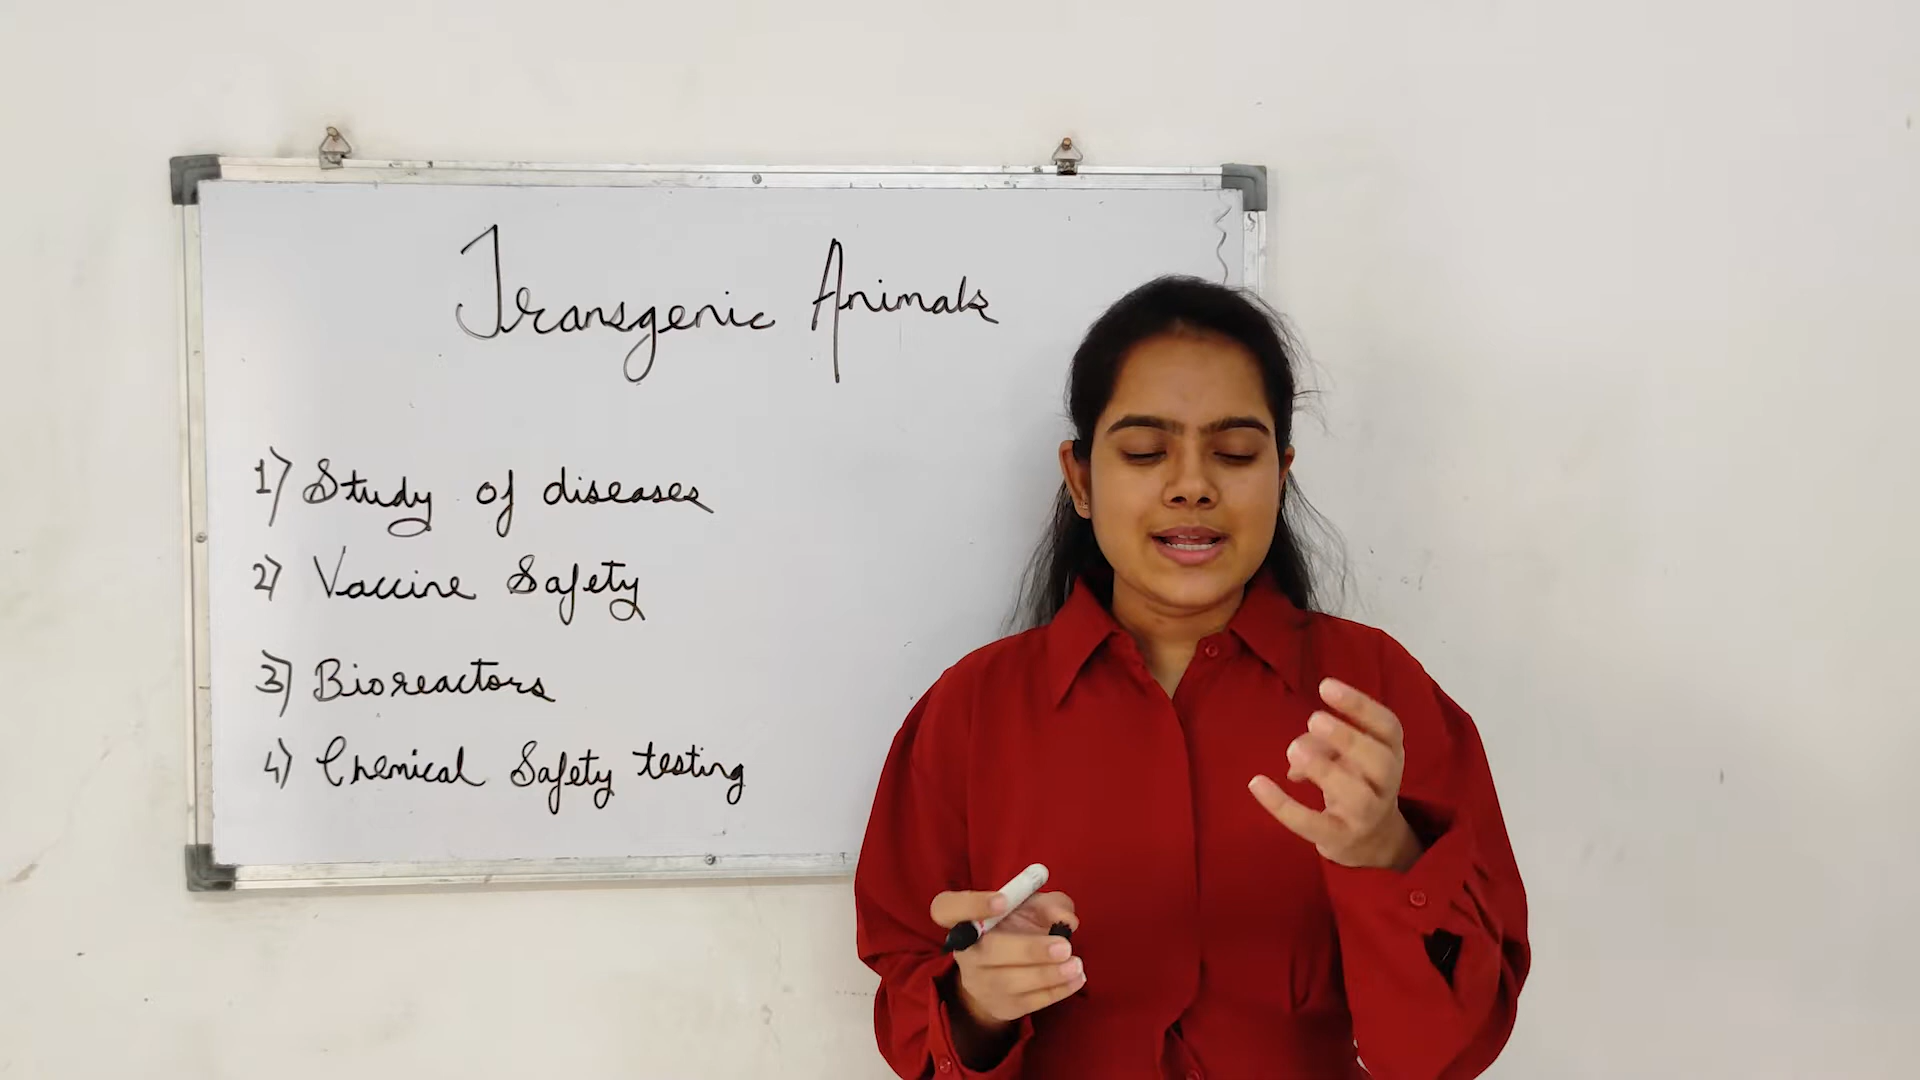 Transgenic Animals
1) Study of diseases
2) Vaccine Safety
3) Bioreactors
4) Chemical Safety testing